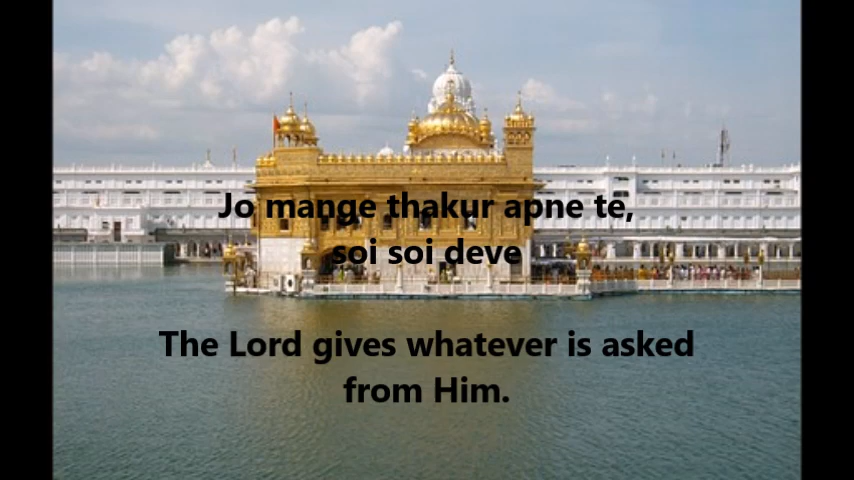 Jo mange thakur apne te,
soi soi deve
The Lord gives whatever is asked
from Him.